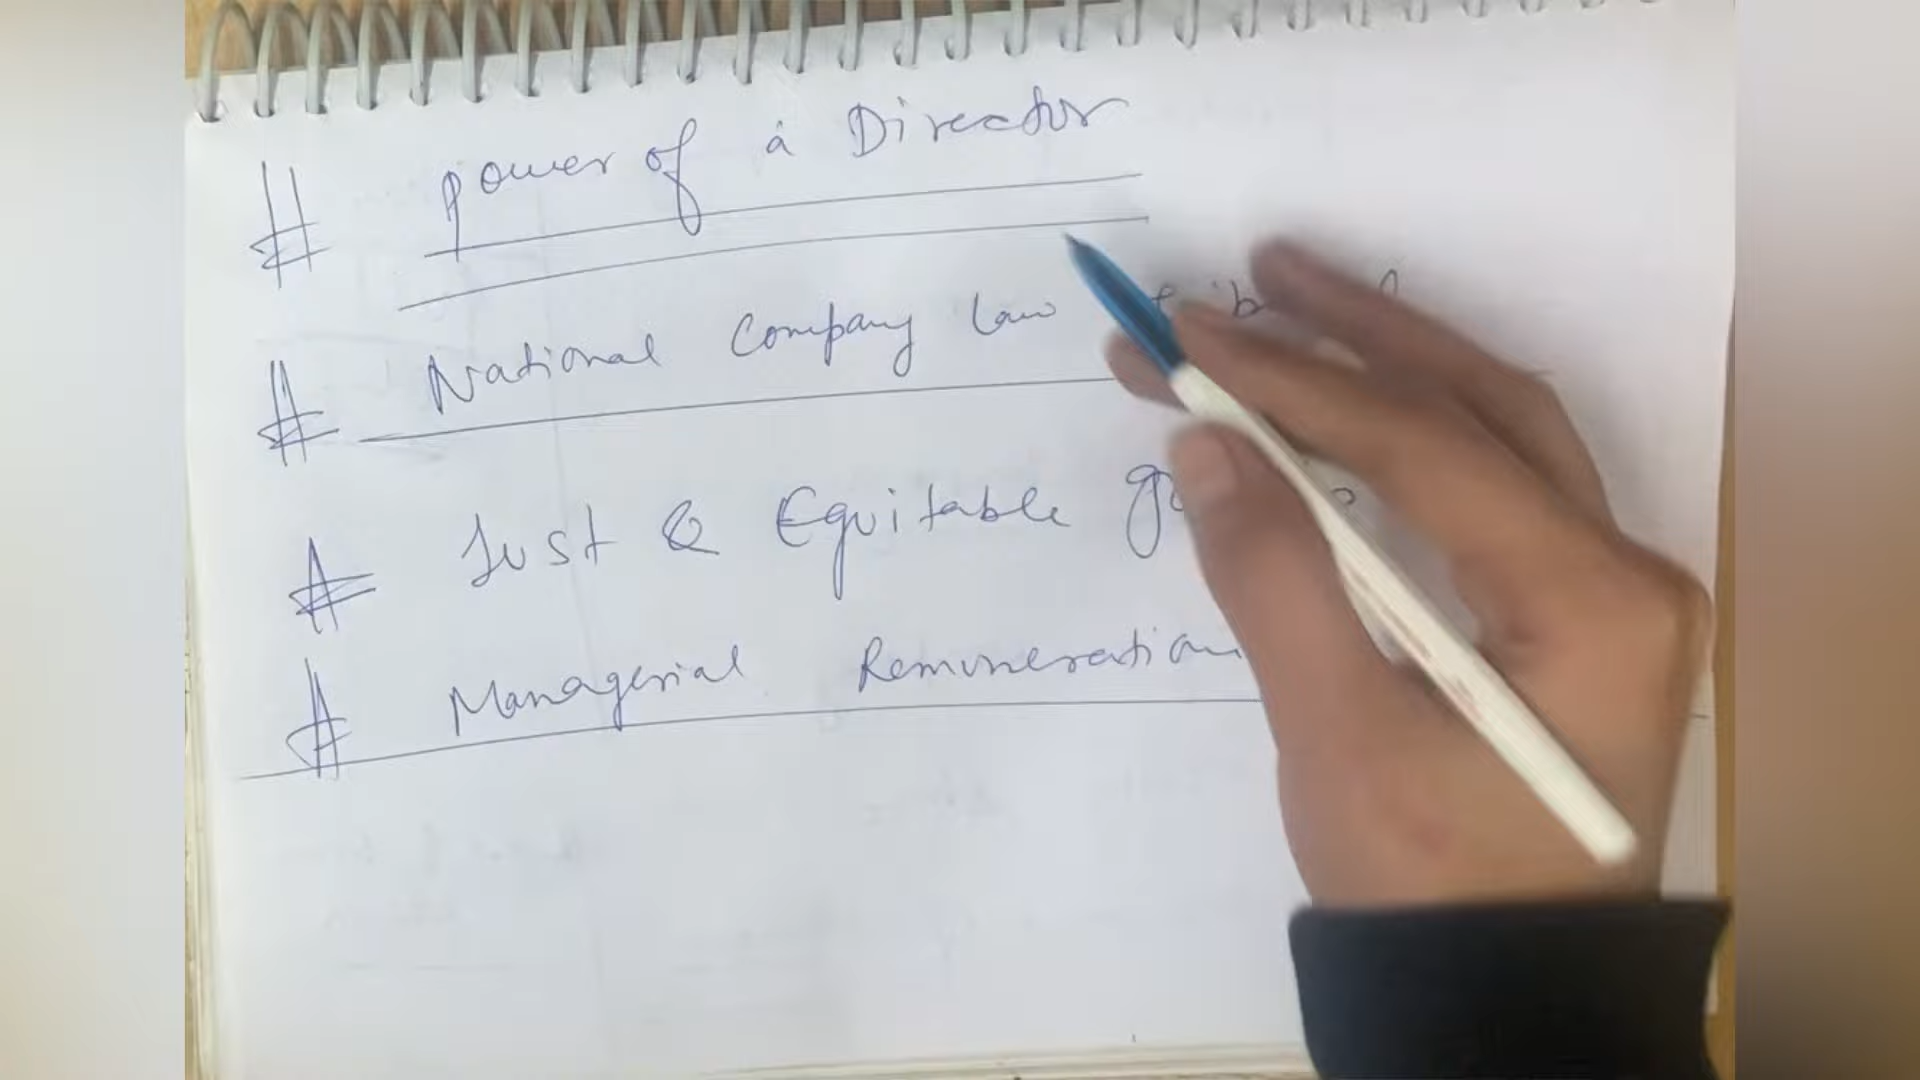 # Power of a Director
# National Company Law
# Just & Equitable
# Managerial Remuneration